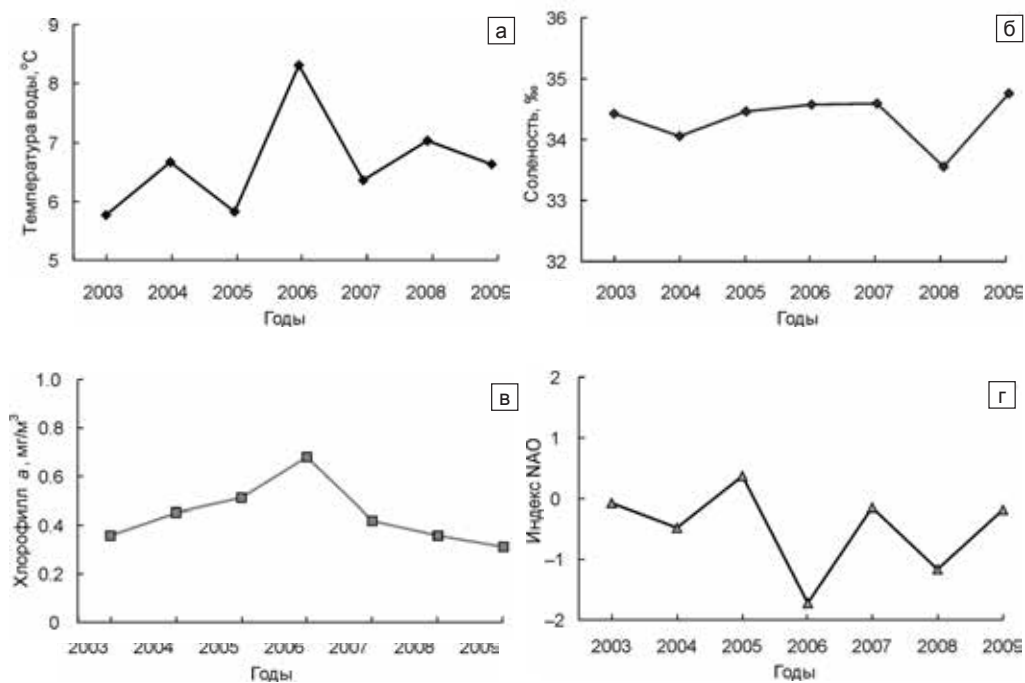 а
Температура воды,°C
9
8
7
6
5
2003 2004 2005 2006 2007 2008 2009
Годы
б
Соленость, ‰
36
35
34
33
32
2003 2004 2005 2006 2007 2008 2009
Годы
в
Хлорофилл a, мг/м³
1.0
0.8
0.6
0.4
0.2
0
2003 2004 2005 2006 2007 2008 2009
Годы
г
Индекс NAO
2
1
0
–1
–2
2003 2004 2005 2006 2007 2008 2009
Годы